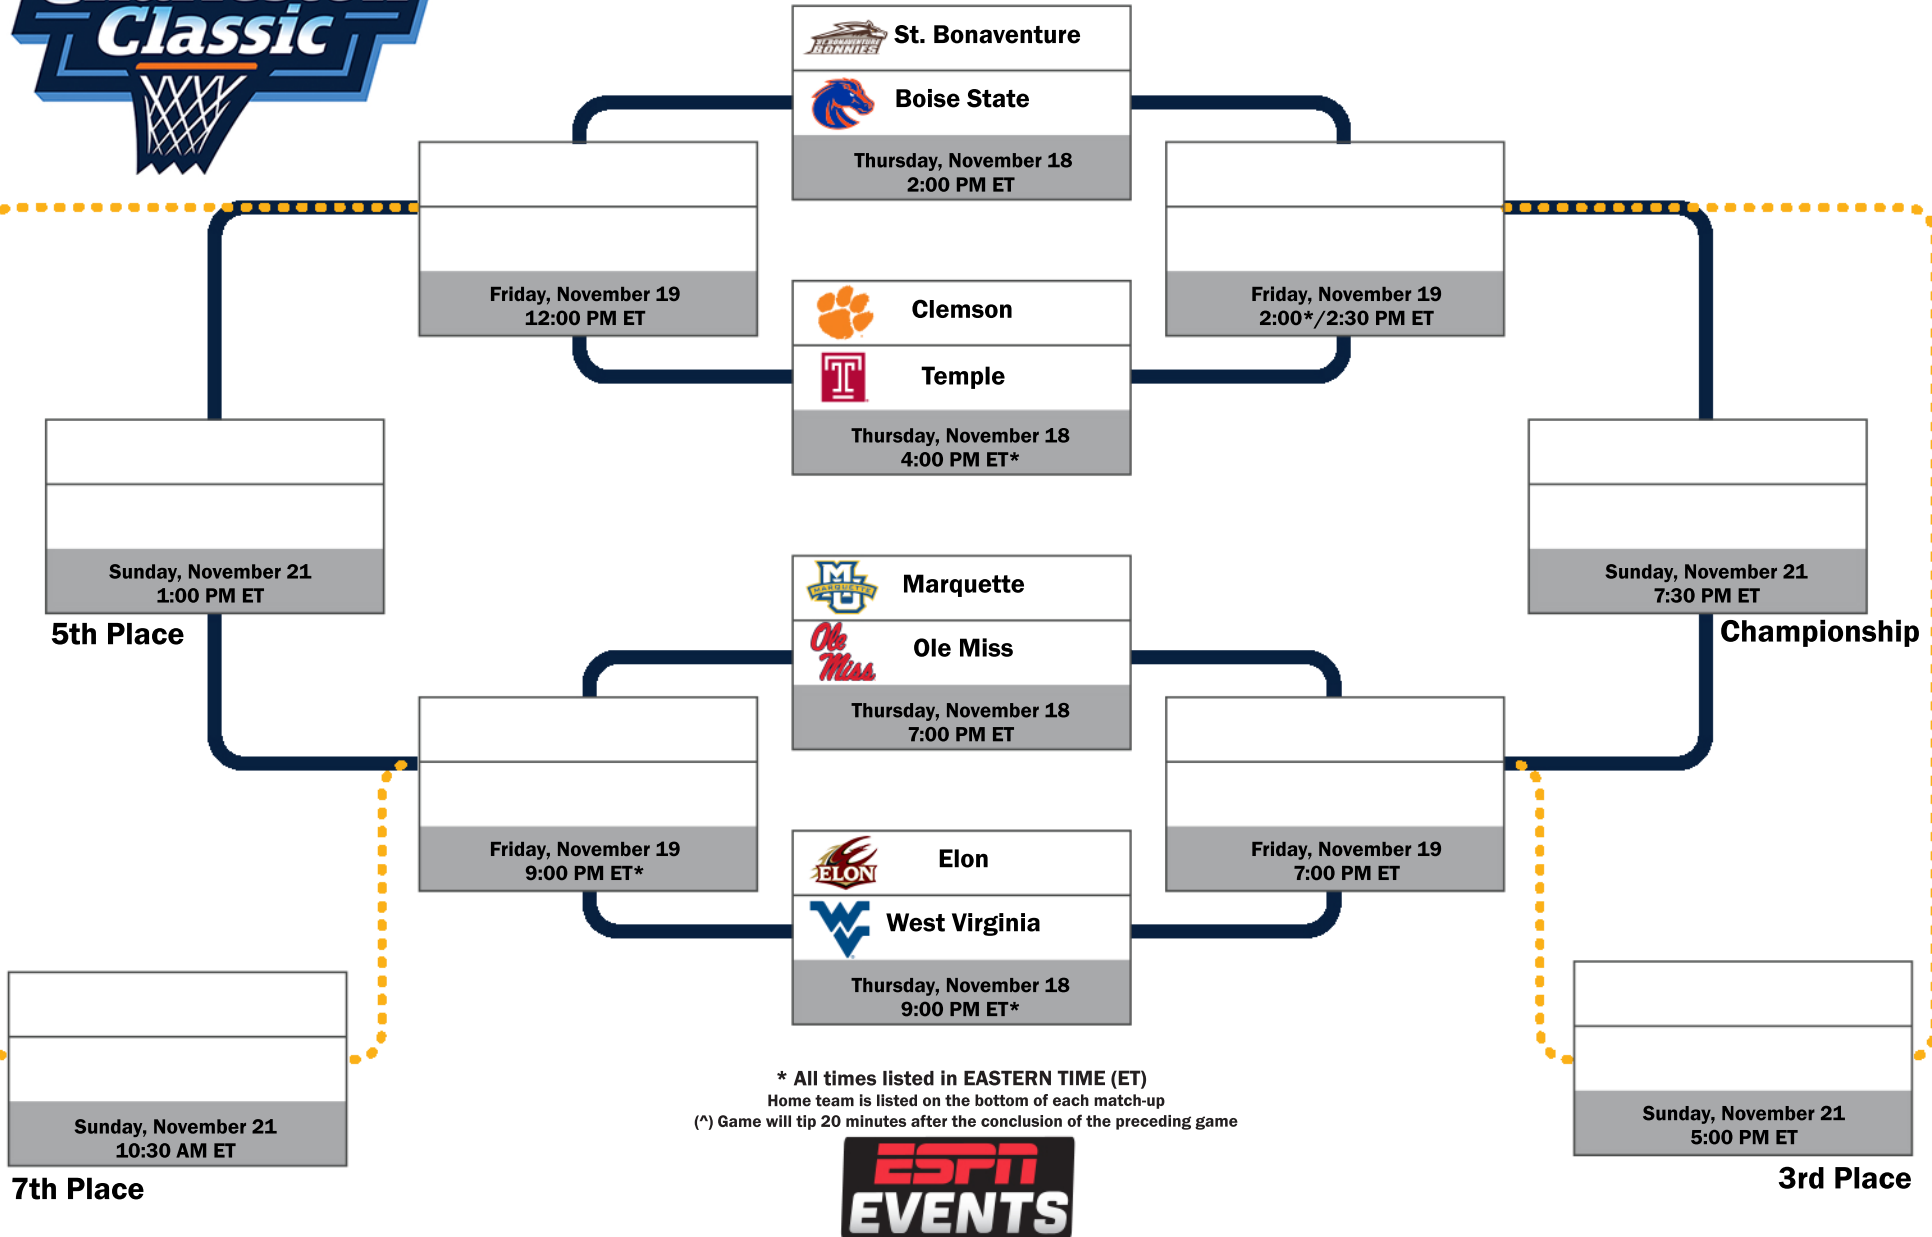 Classic
St. Bonaventure
Boise State
Thursday, November 18
2:00 PM ET
Friday, November 19
12:00 PM ET
Friday, November 19
2:00*/2:30 PM ET
Clemson
Temple
Thursday, November 18
4:00 PM ET*
Sunday, November 21
1:00 PM ET
5th Place
Sunday, November 21
7:30 PM ET
Championship
MU
MARQUETTE
Marquette
Ole
Miss
Ole Miss
Thursday, November 18
7:00 PM ET
Friday, November 19
9:00 PM ET*
Friday, November 19
7:00 PM ET
ELON
Elon
WV
West Virginia
Thursday, November 18
9:00 PM ET*
Sunday, November 21
10:30 AM ET
7th Place
Sunday, November 21
5:00 PM ET
3rd Place
* All times listed in EASTERN TIME (ET)
Home team is listed on the bottom of each match-up
(^) Game will tip 20 minutes after the conclusion of the preceding game
ESPN
EVENTS